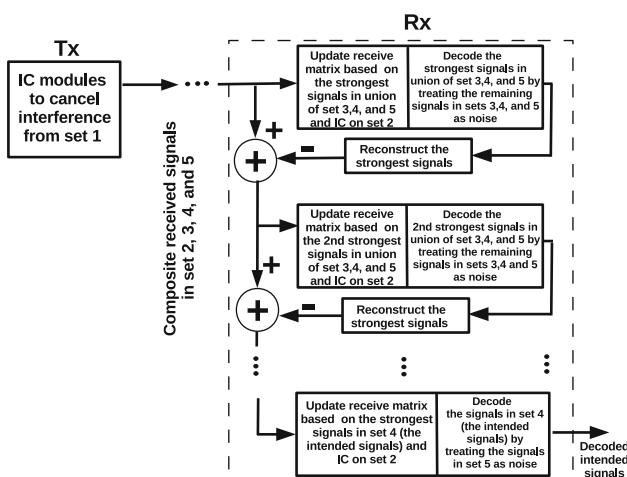 Tx
IC modules
to cancel
interference
from set 1
Rx
Composite received signals
in set 2, 3, 4, and 5
Update receive
matrix based on
the strongest
signals in union
of set 3,4, and 5
and IC on set 2
Decode the
strongest signals in
union of set 3,4, and 5 by
treating the remaining
signals in sets 3,4, and 5
as noise
+
+
−
Reconstruct the
strongest signals
Update receive
matrix based on
the 2nd strongest
signals in union
of set 3,4, and 5
and IC on set 2
Decode the
2nd strongest signals in
union of set 3,4, and 5 by
treating the remaining
signals in sets 3,4 and 5
as noise
+
+
−
Reconstruct the
strongest signals
Update receive matrix
based on the strongest
signals in set 4 (the
intended signals) and
IC on set 2
Decode
the signals in set 4
(the intended
signals) by
treating the signals
in set 5 as noise
Decoded
intended
signals